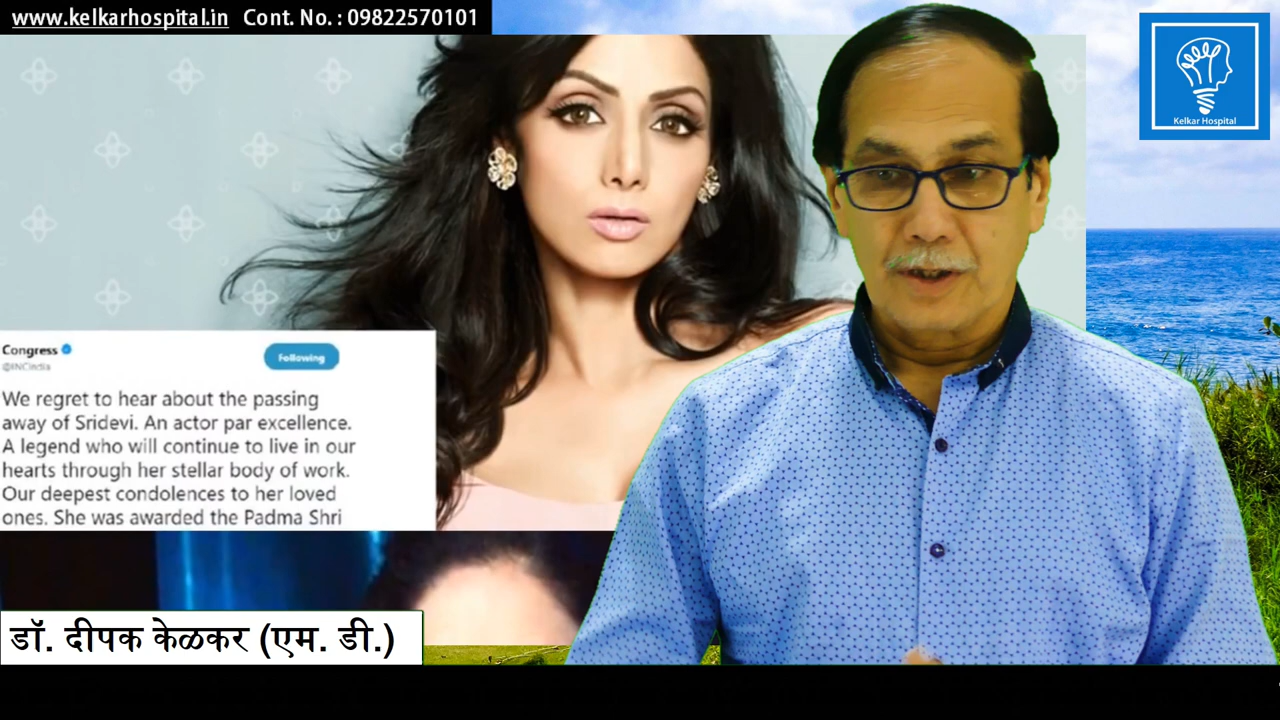 www.kelkarhospital.in Cont. No. : 09822570101
Kelkar Hospital
Congress
@INCIndia
Following
We regret to hear about the passing
away of Sridevi. An actor par excellence.
A legend who will continue to live in our
hearts through her stellar body of work.
Our deepest condolences to her loved
ones. She was awarded the Padma Shri
डॉ. दीपक केळकर (एम. डी.)